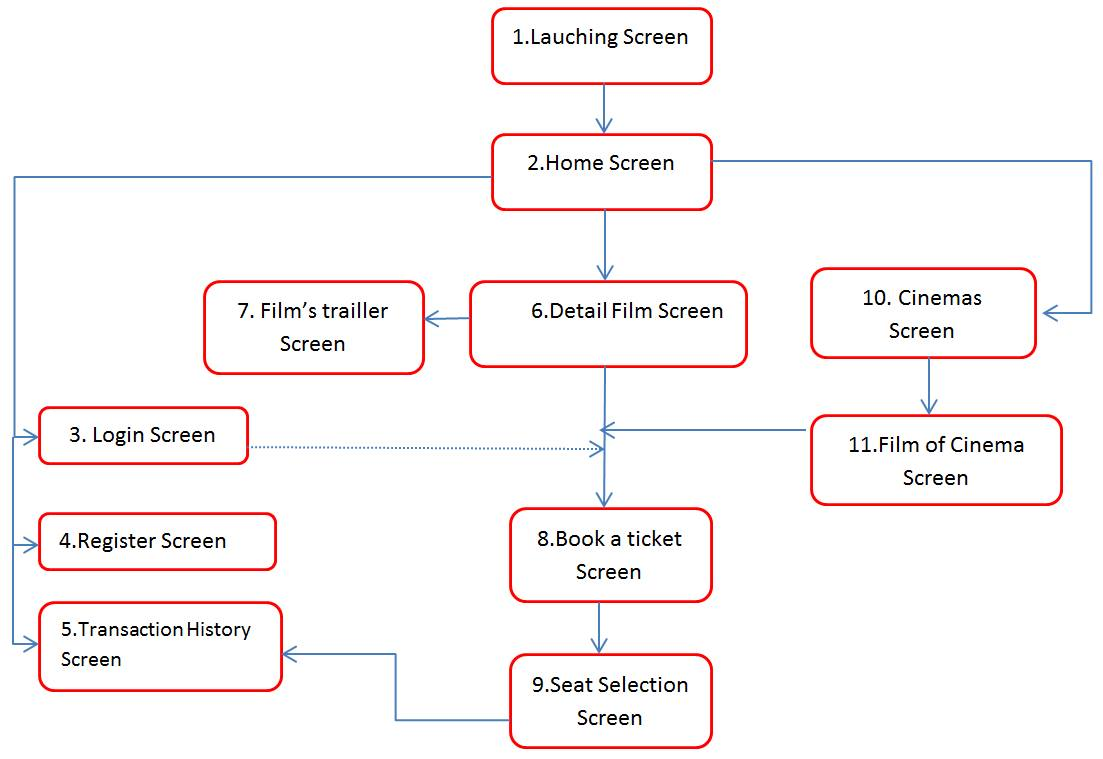 1.Lauching Screen
2.Home Screen
7. Film’s trailler
Screen
6.Detail Film Screen
10. Cinemas
Screen
3. Login Screen
11.Film of Cinema
Screen
4.Register Screen
8.Book a ticket
Screen
5.Transaction History
Screen
9.Seat Selection
Screen